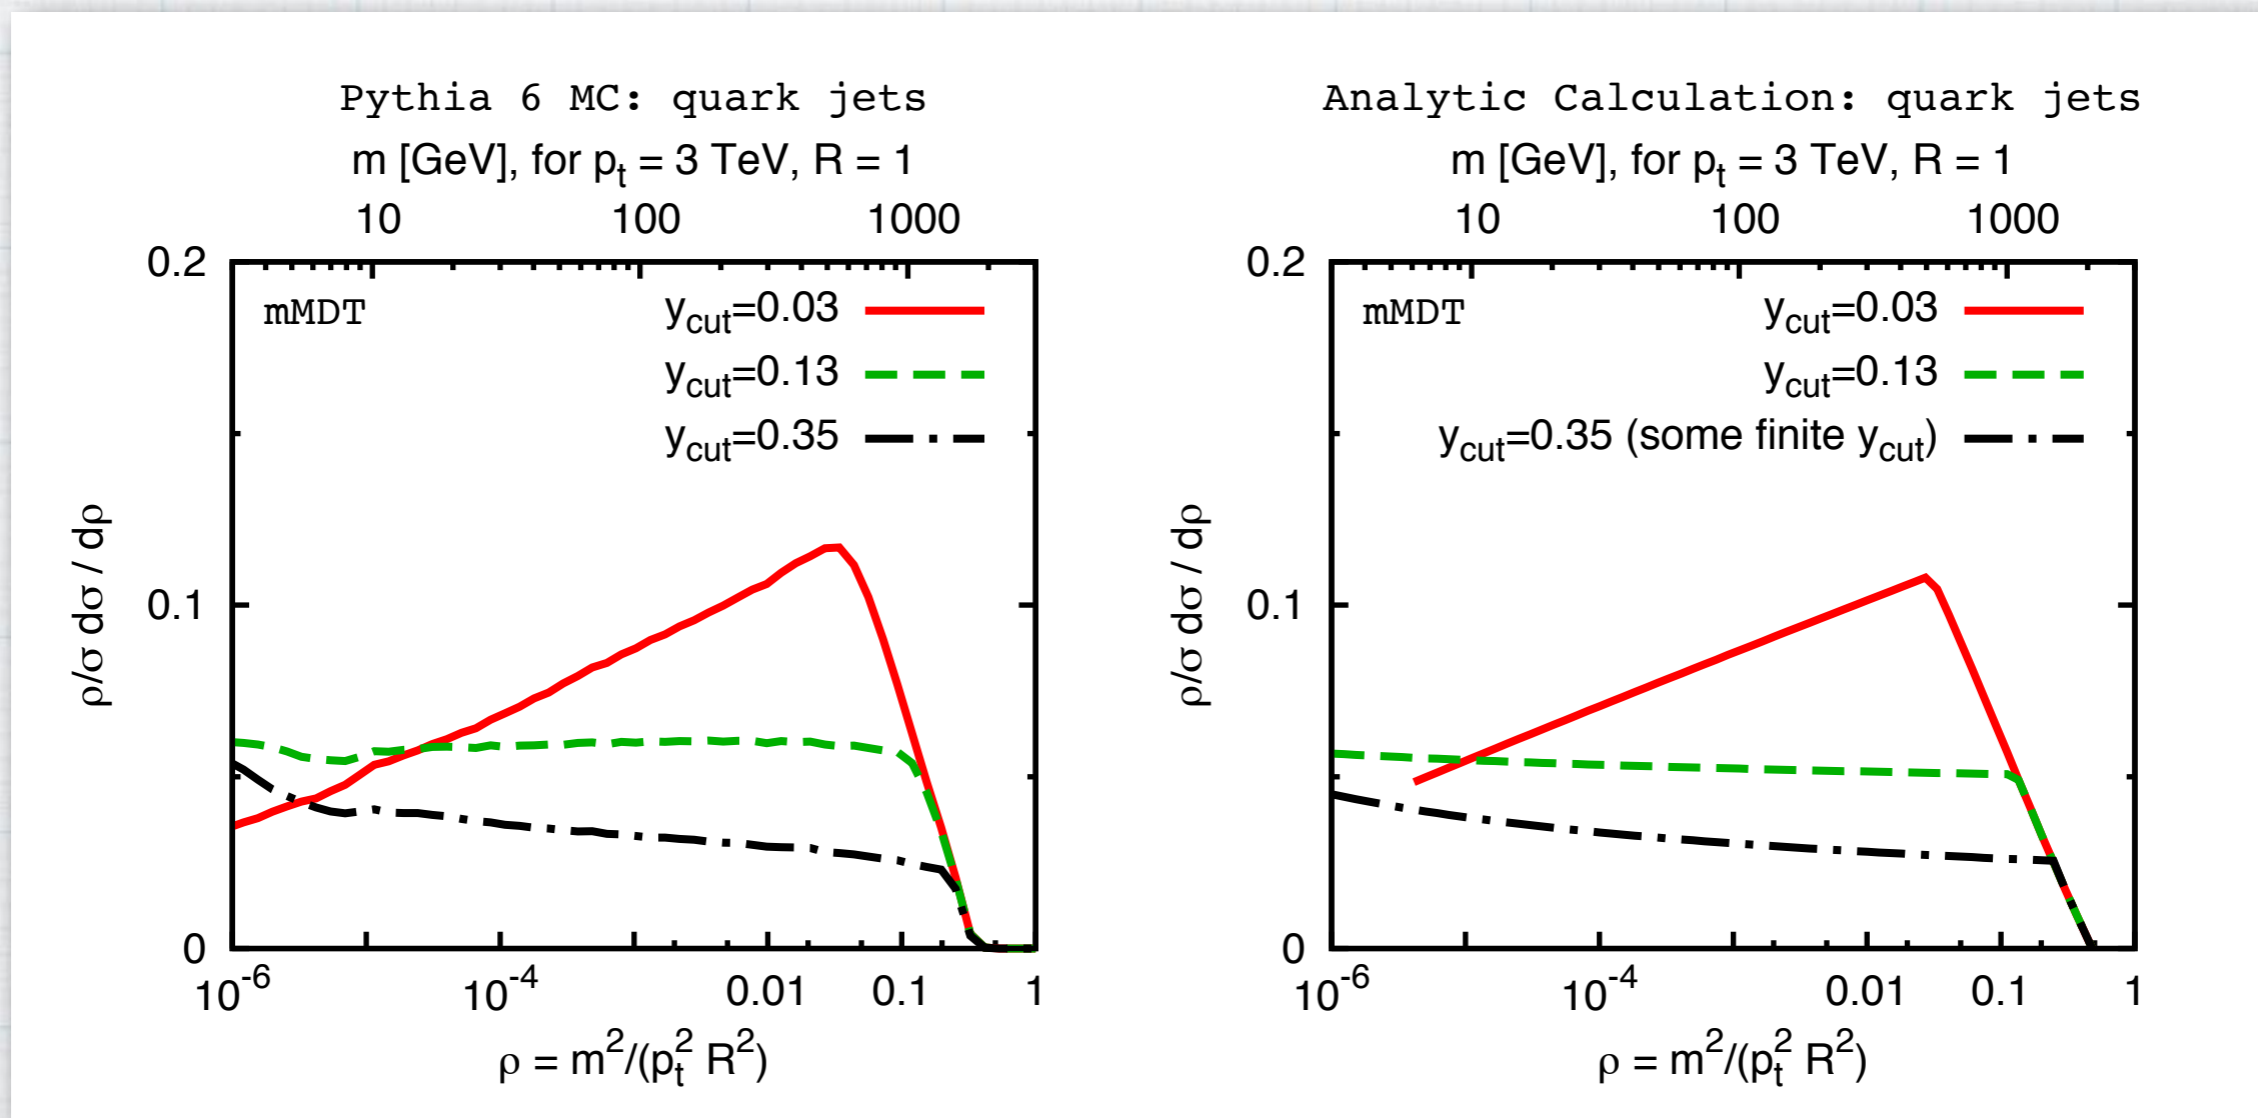 Pythia 6 MC: quark jets
m [GeV], for pt = 3 TeV, R = 1
10 100 1000
0.2
mMDT
ycut=0.03
ycut=0.13
ycut=0.35
0.1
0
ρ/σ dσ / dρ
10-6 10-4 0.01 0.1 1
ρ = m2/(pt2 R2)
Analytic Calculation: quark jets
m [GeV], for pt = 3 TeV, R = 1
10 100 1000
0.2
mMDT
ycut=0.03
ycut=0.13
ycut=0.35 (some finite ycut)
0.1
0
ρ/σ dσ / dρ
10-6 10-4 0.01 0.1 1
ρ = m2/(pt2 R2)